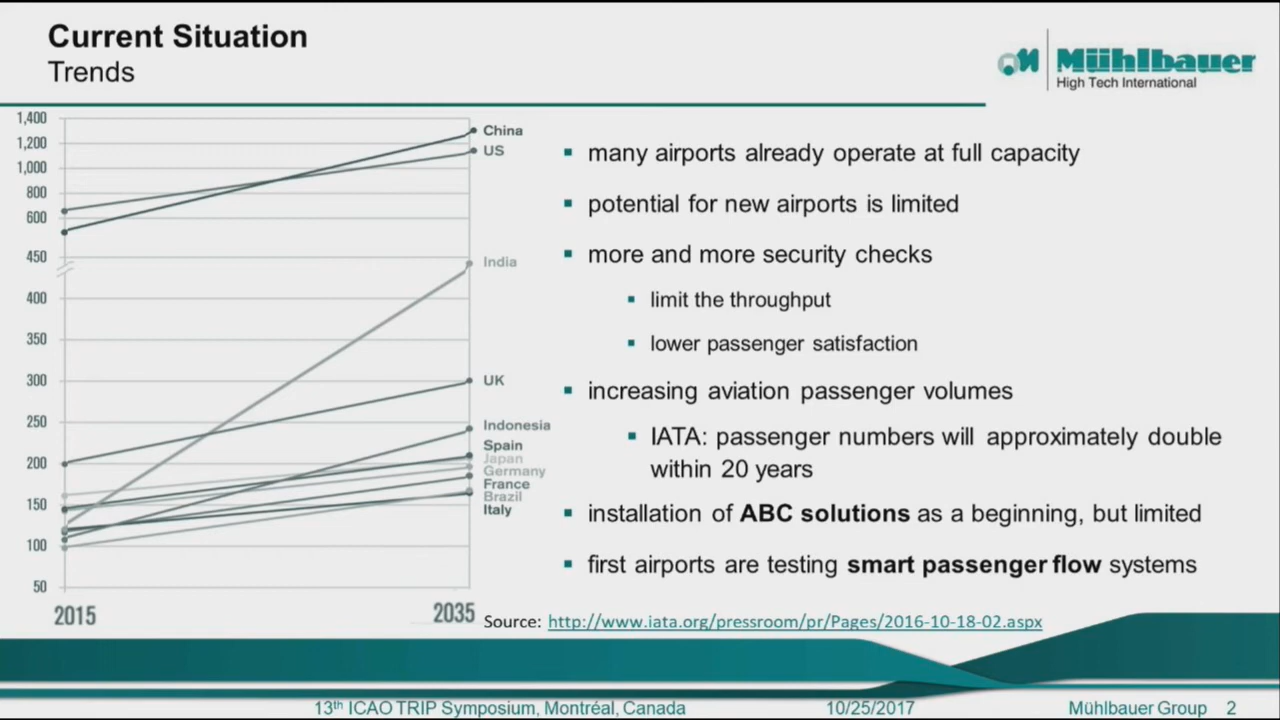 Current Situation
Trends
Mühlbauer
High Tech International
1,400
1,200
1,000
800
600
450
400
350
300
250
200
150
100
50
2015
2035
China
US
India
UK
Indonesia
Spain
Japan
Germany
France
Brazil
Italy
many airports already operate at full capacity
potential for new airports is limited
more and more security checks
limit the throughput
lower passenger satisfaction
increasing aviation passenger volumes
IATA: passenger numbers will approximately double
within 20 years
installation of ABC solutions as a beginning, but limited
first airports are testing smart passenger flow systems
Source: http://www.iata.org/pressroom/pr/Pages/2016-10-18-02.aspx
13th ICAO TRIP Symposium, Montréal, Canada 10/25/2017 Mühlbauer Group 2